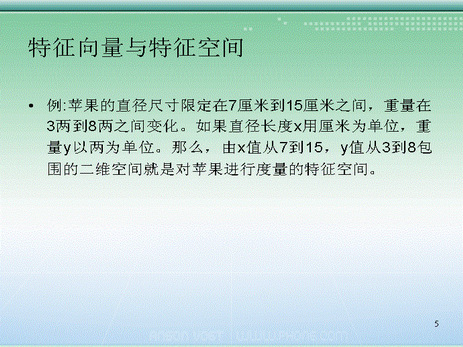 特征向量与特征空间
• 例:苹果的直径尺寸限定在7厘米到15厘米之间，重量在
3两到8两之间变化。如果直径长度x用厘米为单位，重
量y以两为单位。那么，由x值从7到15，y值从3到8包
围的二维空间就是对苹果进行度量的特征空间。
5